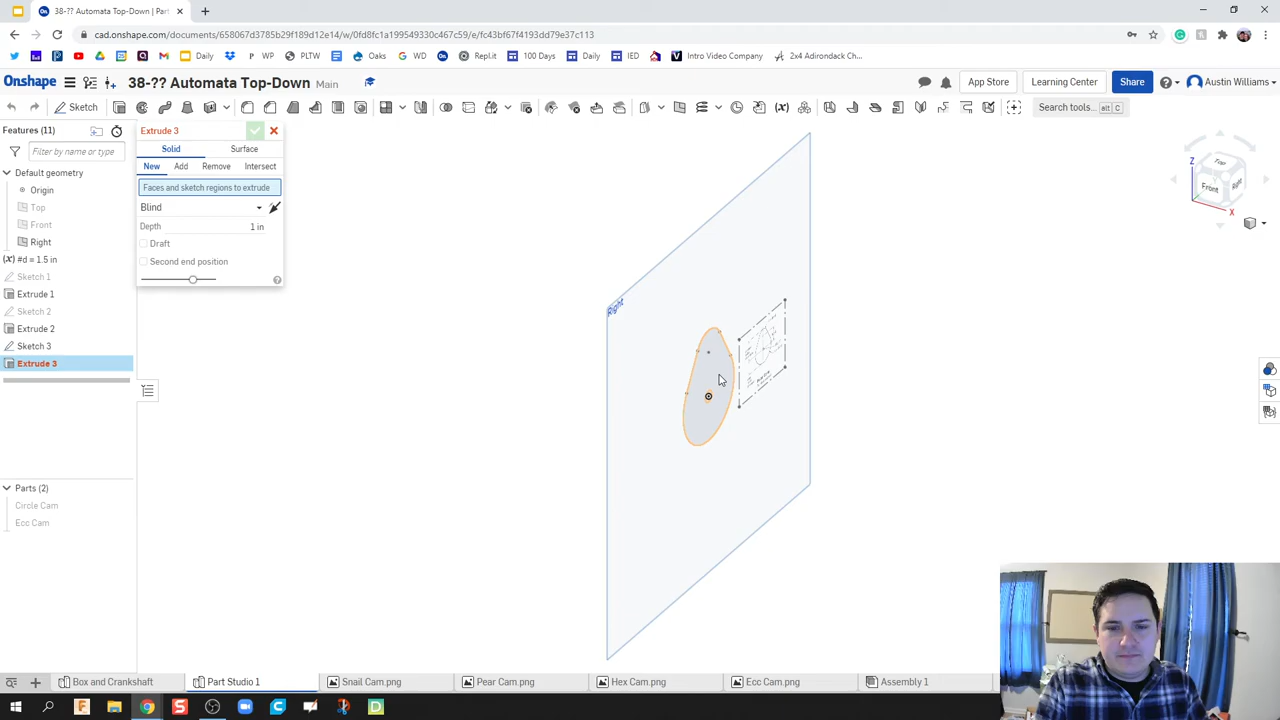 38-?? Automata Top-Down | Part
cad.onshape.com/documents/658067d3785b29f189d12e14/w/0fd8fc1a199549330c467c59/e/fc43bf67f4193dd79e37c113
Daily
WP
PLTW
Oaks
WD
Repl.it
100 Days
Daily
IED
Intro Video Company
2x4 Adirondack Ch...
Onshape
38-?? Automata Top-Down
Main
App Store
Learning Center
Share
Austin Williams
Sketch
Search tools...
alt C
Features (11)
Filter by name or type
Default geometry
Origin
Top
Front
Right
(x) #d = 1.5 in
Sketch 1
Extrude 1
Sketch 2
Extrude 2
Sketch 3
Extrude 3
Parts (2)
Circle Cam
Ecc Cam
Extrude 3
Solid
Surface
New
Add
Remove
Intersect
Faces and sketch regions to extrude
Blind
Depth
1 in
Draft
Second end position
Right
Z
Top
Front
Right
X
Box and Crankshaft
Part Studio 1
Snail Cam.png
Pear Cam.png
Hex Cam.png
Ecc Cam.png
Assembly 1